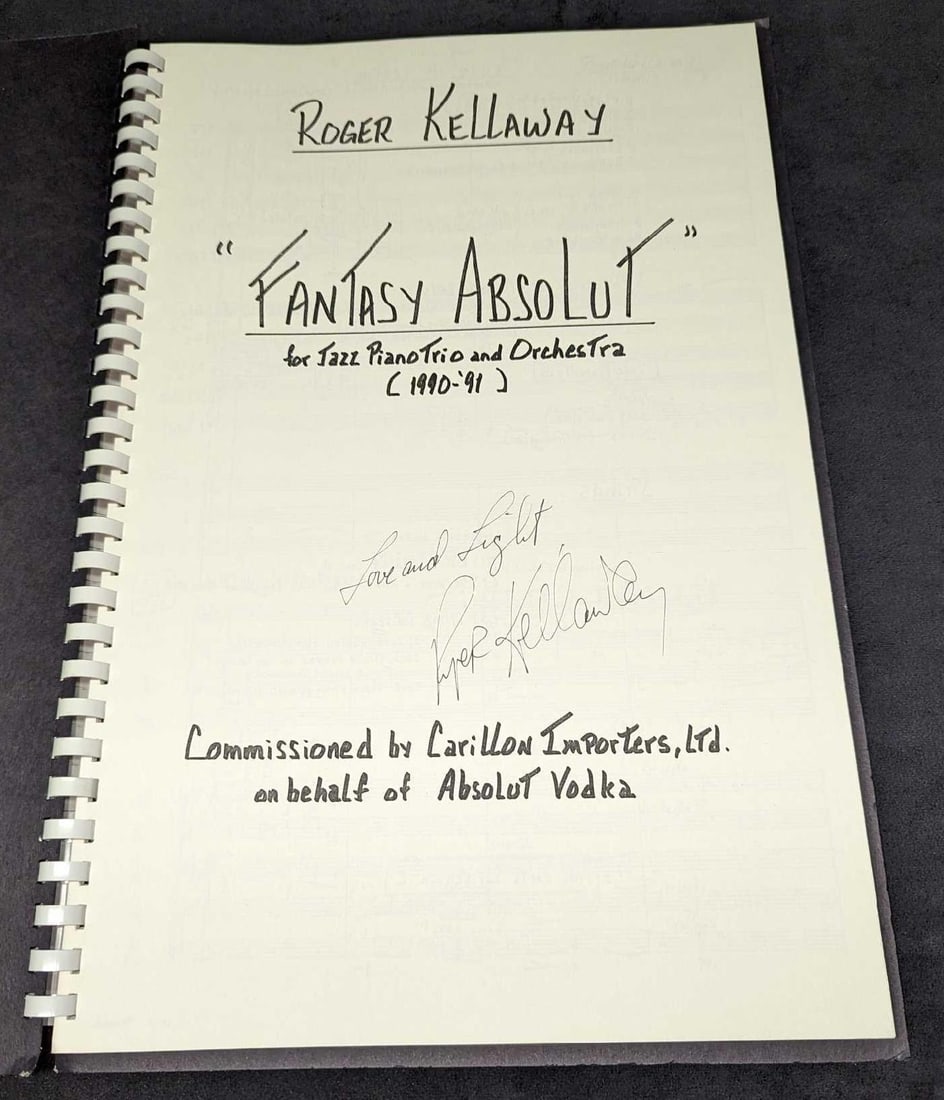 ROGER KELLAWAY
"FANTASY ABSOLUT"
for Jazz Piano Trio and Orchestra
(1990-'91)
Love and Light,
Roger Kellaway
Commissioned by Carillon Importers, Ltd.
on behalf of Absolut Vodka